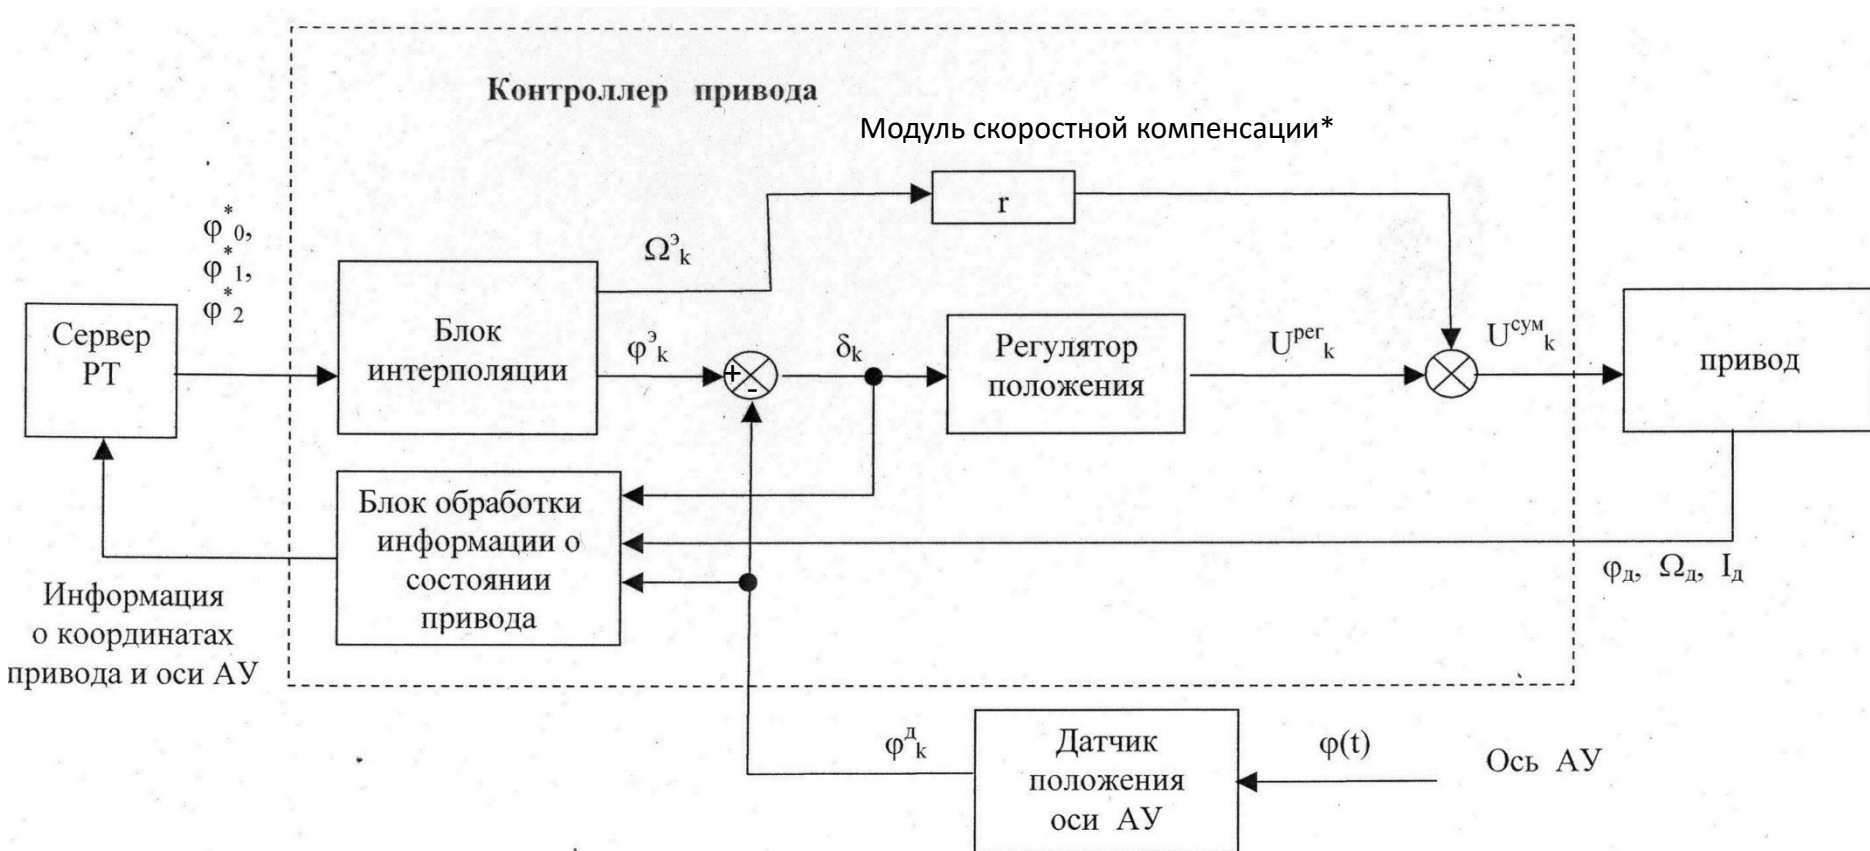 Контроллер привода
Модуль скоростной компенсации*
r
φ*0,
φ*1,
φ*2
Ωэk
Сервер
РТ
Блок
интерполяции
φэk
+
-
δk
Регулятор
положения
Uрегk
Uсумk
привод
Блок обработки
информации о
состоянии
привода
φд, Ωд, Iд
Информация
о координатах
привода и оси АУ
φдk
Датчик
положения
оси АУ
φ(t)
Ось АУ